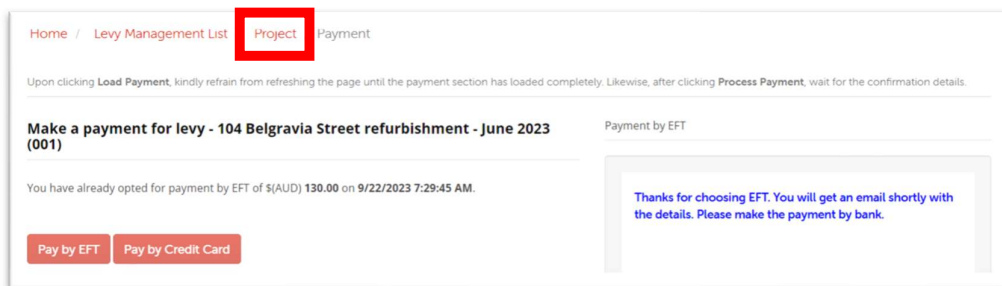 Home / Levy Management List Project Payment
Upon clicking Load Payment, kindly refrain from refreshing the page until the payment section has loaded completely. Likewise, after clicking Process Payment, wait for the confirmation details.
Make a payment for levy - 104 Belgravia Street refurbishment - June 2023
(001)
You have already opted for payment by EFT of $(AUD) 130.00 on 9/22/2023 7:29:45 AM.
Pay by EFT Pay by Credit Card
Payment by EFT
Thanks for choosing EFT. You will get an email shortly with
the details. Please make the payment by bank.